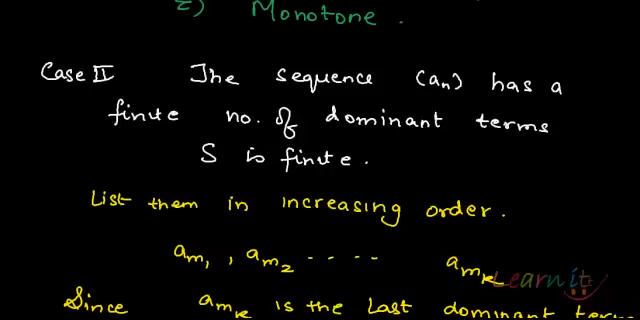 2) Monotone.
Case II The sequence (an) has a
finite no. of dominant terms
S is finite.
List them in increasing order.
am1, am2 ..... amk
Learnit
Since amk is the last dominant term